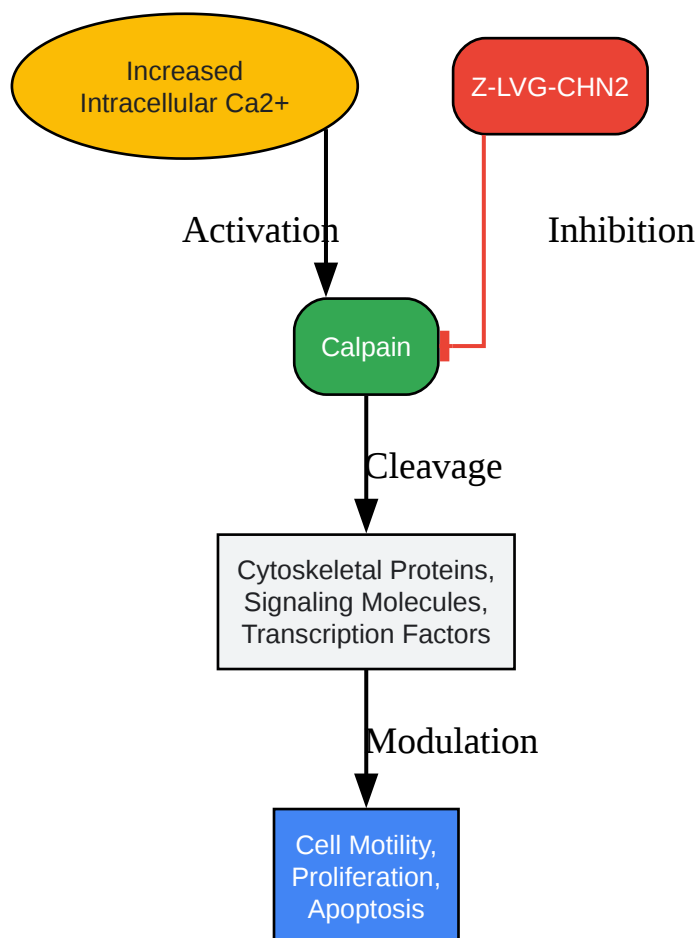 Increased
Intracellular Ca2+
Z-LVG-CHN2
Activation
Inhibition
Calpain
Cleavage
Cytoskeletal Proteins,
Signaling Molecules,
Transcription Factors
Modulation
Cell Motility,
Proliferation,
Apoptosis